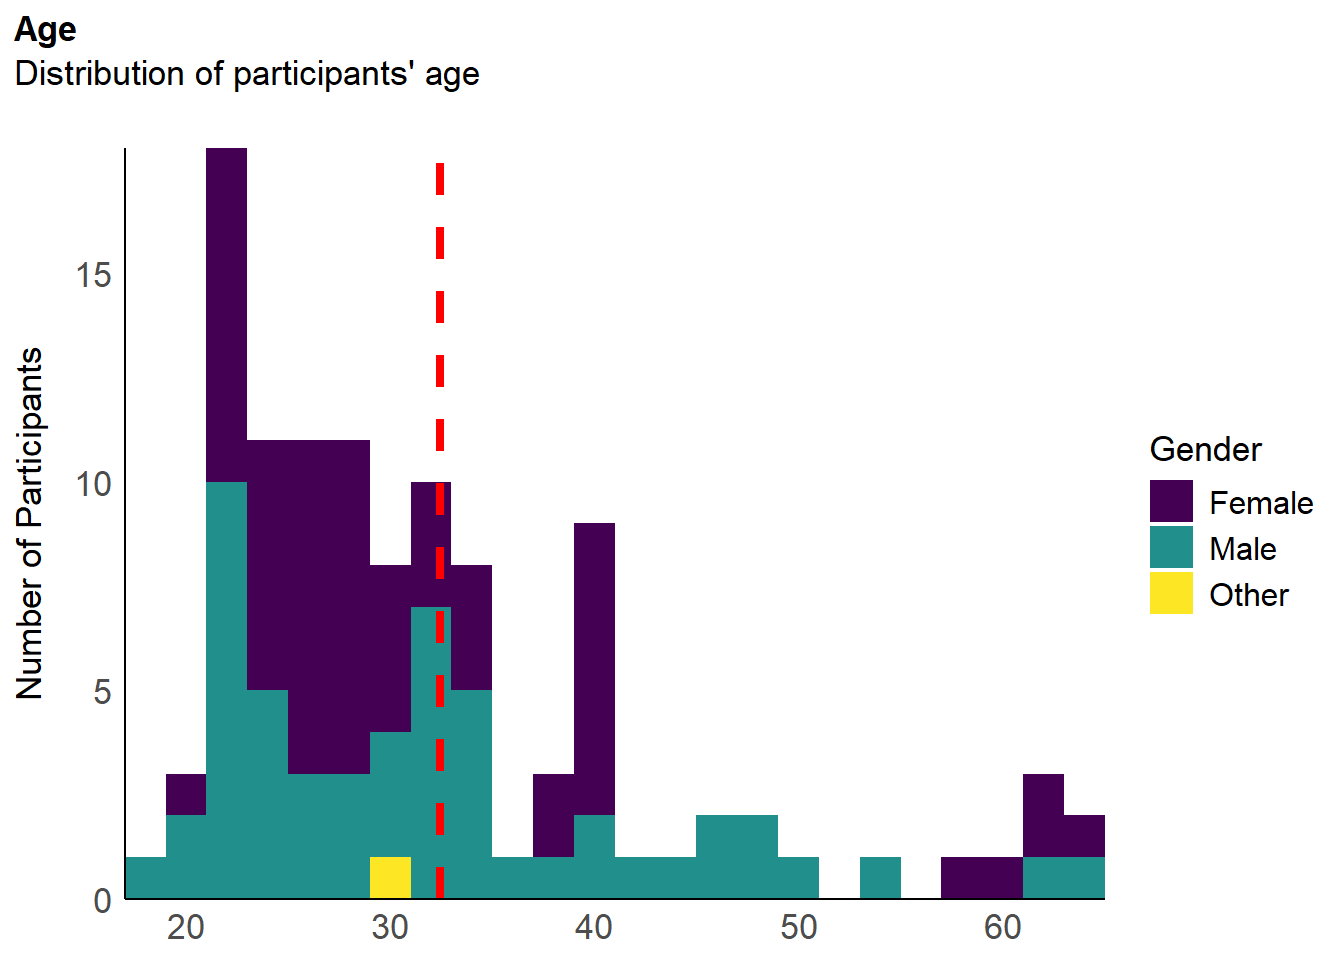 Age
Distribution of participants' age
Number of Participants
15
10
5
0
20
30
40
50
60
Gender
Female
Male
Other